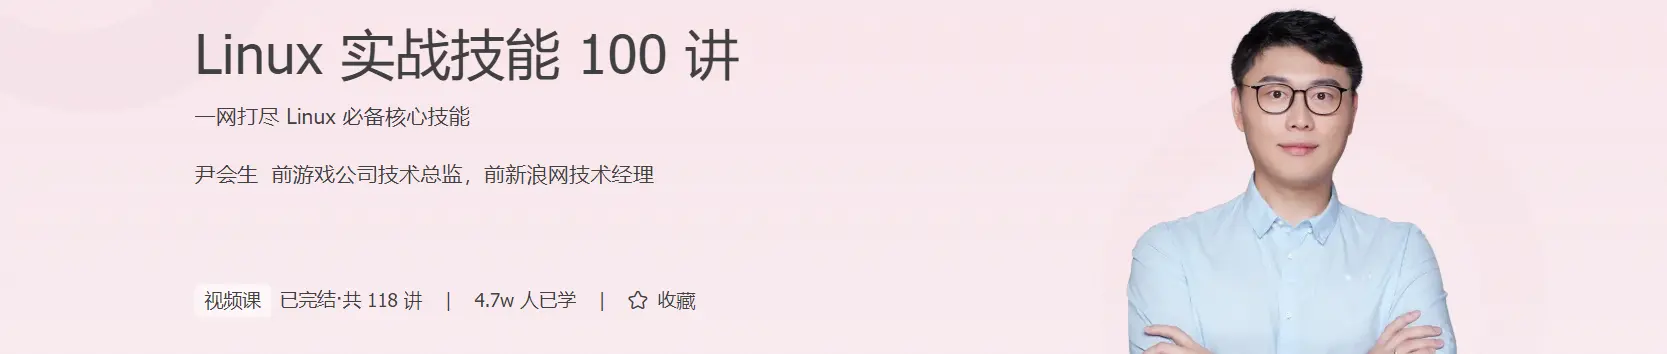 Linux 实战技能 100 讲
一网打尽 Linux 必备核心技能
尹会生 前游戏公司技术总监，前新浪网技术经理
视频课 已完结·共 118 讲 | 4.7w 人已学 | 收藏